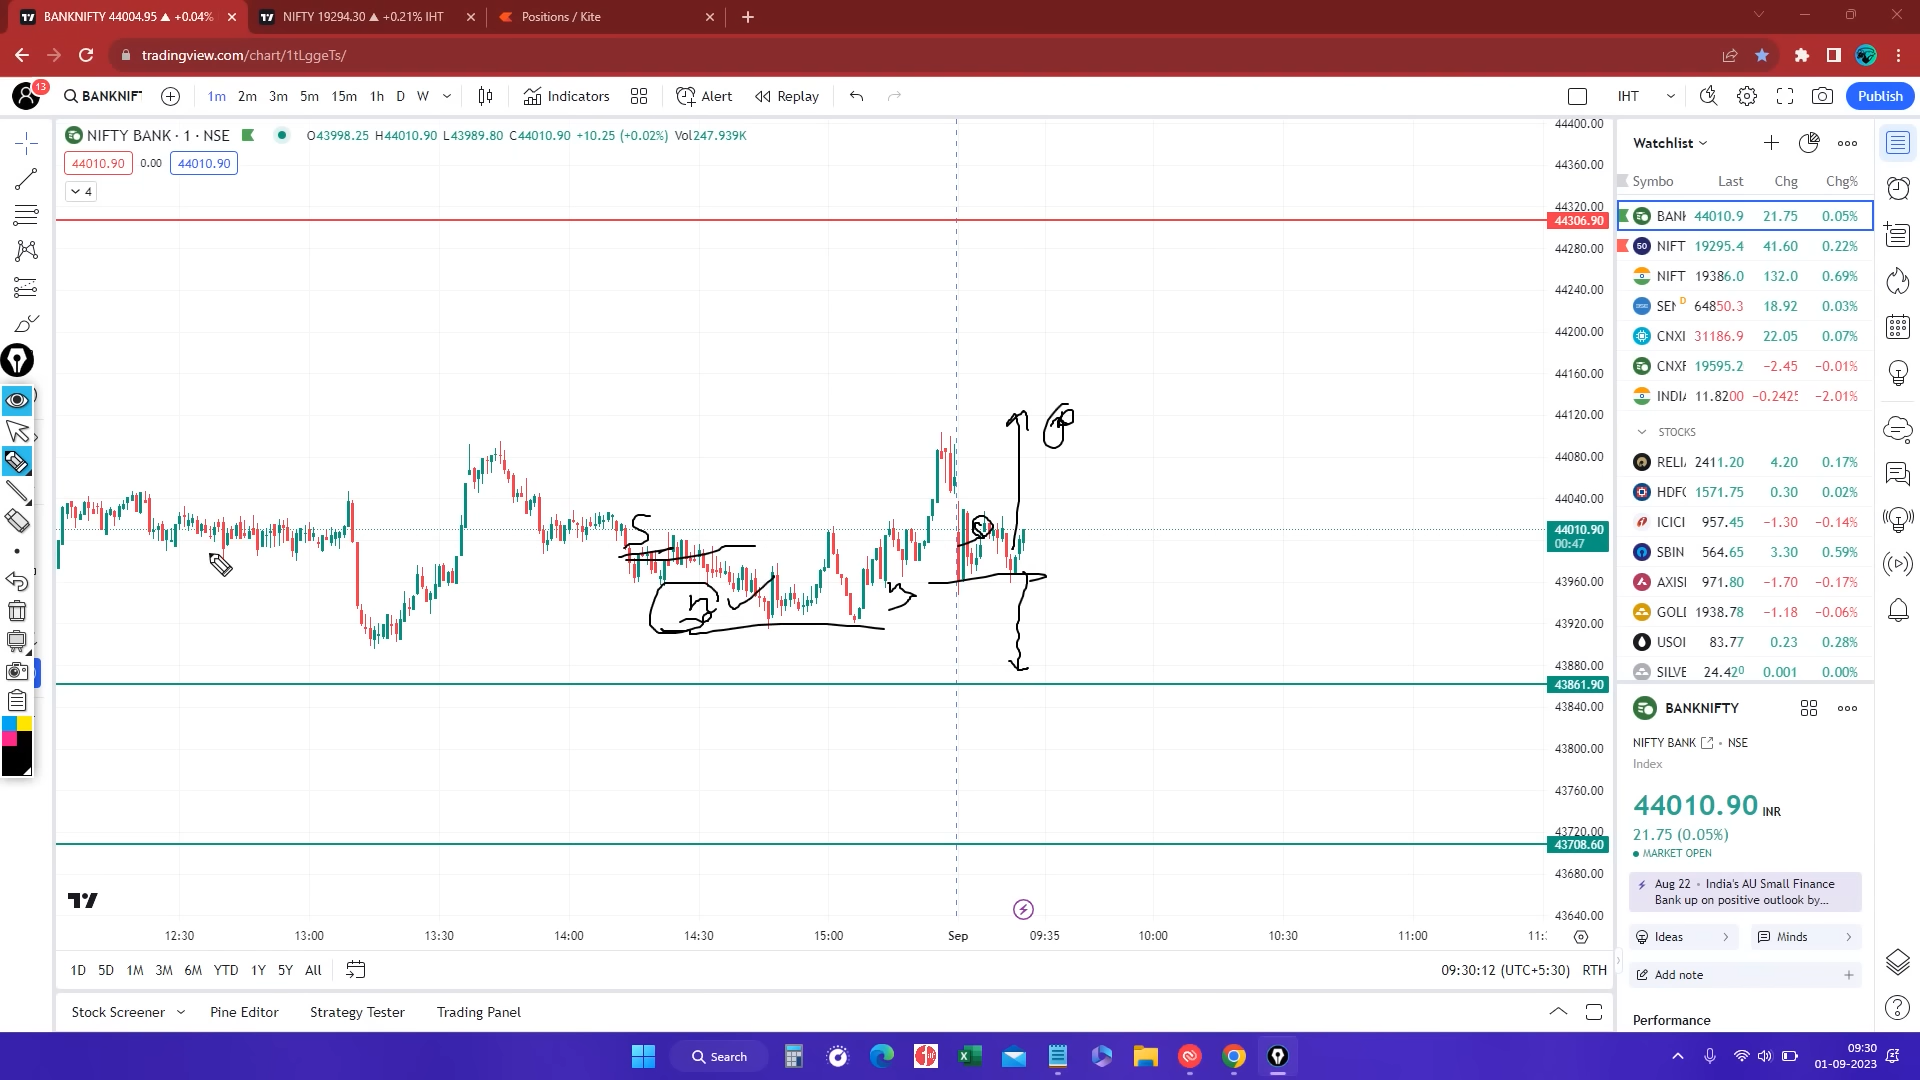 BANKNIFTY 44004.95 ▲ +0.04%
NIFTY 19294.30 ▲ +0.21% IHT
Positions / Kite
tradingview.com/chart/1tLggeTs/
13
BANKNIF
1m 2m 3m 5m 15m 1h D W
Indicators
Alert
Replay
IHT
Publish
NIFTY BANK · 1 · NSE
O43998.25 H44010.90 L43989.80 C44010.90 +10.25 (+0.02%) Vol247.939K
44010.90 0.00 44010.90
4
44400.00
44360.00
44320.00
44306.90
44280.00
44240.00
44200.00
44160.00
44120.00
44080.00
44040.00
44010.90
00:47
43960.00
43920.00
43880.00
43861.90
43840.00
43800.00
43760.00
43720.00
43708.60
43680.00
43640.00
S
12:30 13:00 13:30 14:00 14:30 15:00 Sep 09:35 10:00 10:30 11:00 11:
1D 5D 1M 3M 6M YTD 1Y 5Y All
09:30:12 (UTC+5:30) RTH
Stock Screener Pine Editor Strategy Tester Trading Panel
Watchlist
Symbo Last Chg Chg%
BANK 44010.9 21.75 0.05%
50 NIFT 19295.4 41.60 0.22%
NIFT 19386.0 132.0 0.69%
SEN D 64850.3 18.92 0.03%
CNXI 31186.9 22.05 0.07%
CNXF 19595.2 −2.45 −0.01%
INDIA 11.8200 −0.2425 −2.01%
STOCKS
RELI 2411.20 4.20 0.17%
HDFC 1571.75 0.30 0.02%
ICICI 957.45 −1.30 −0.14%
SBIN 564.65 3.30 0.59%
AXISI 971.80 −1.70 −0.17%
GOLD 1938.78 −1.18 −0.06%
USOI 83.77 0.23 0.28%
SILVE 24.420 0.001 0.00%
BANKNIFTY
NIFTY BANK • NSE
Index
44010.90 INR
21.75 (0.05%)
MARKET OPEN
Aug 22 • India's AU Small Finance
Bank up on positive outlook by...
Ideas
Minds
Add note
Performance
Search
09:30
01-09-2023